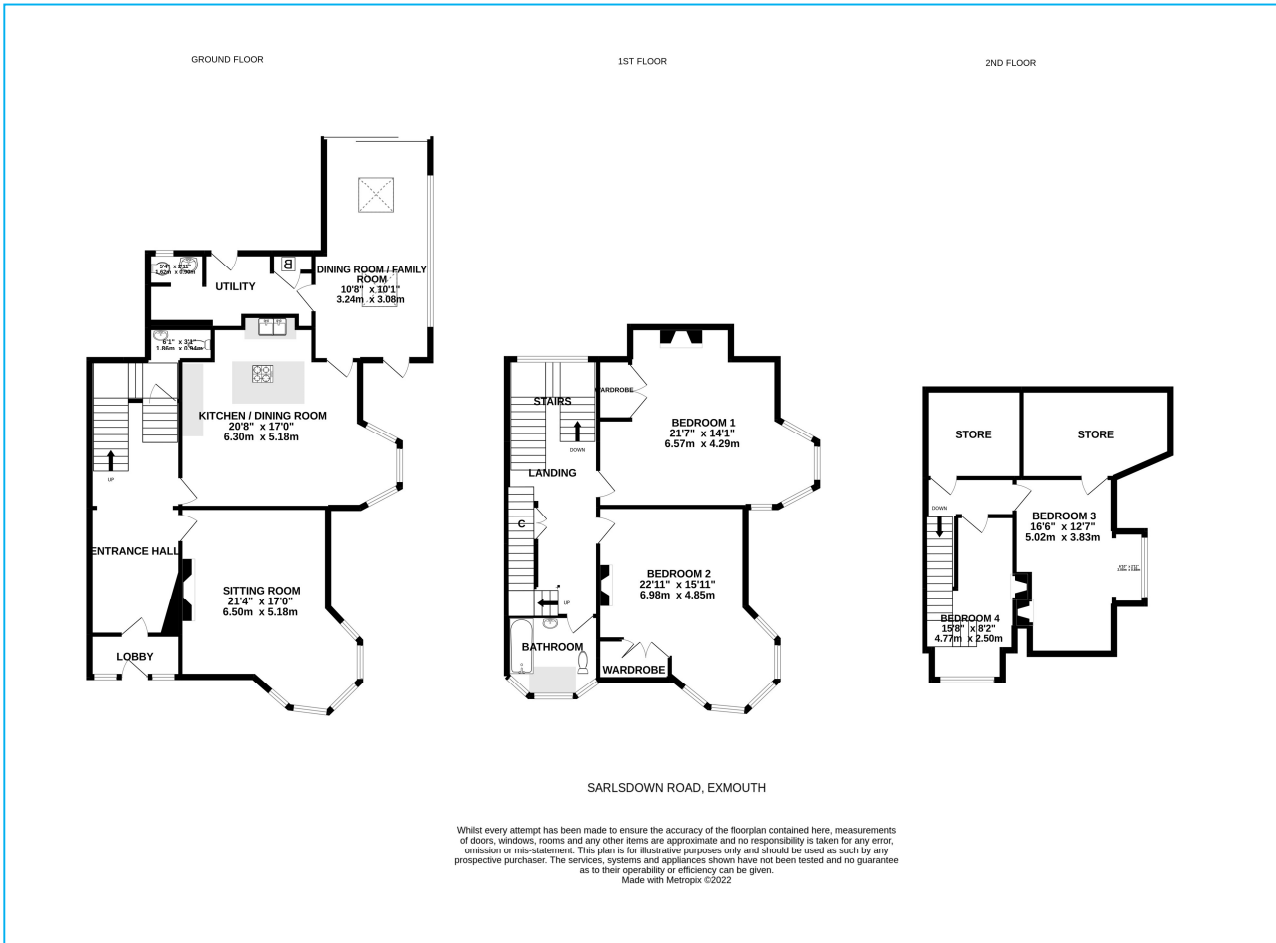 GROUND FLOOR
1ST FLOOR
2ND FLOOR
DINING ROOM / FAMILY
ROOM
10'8" x 10'1"
3.24m x 3.08m
UTILITY
B
6'1" x 3'1"
KITCHEN / DINING ROOM
20'8" x 17'0"
6.30m x 5.18m
UP
ENTRANCE HALL
SITTING ROOM
21'4" x 17'0"
6.50m x 5.18m
LOBBY
WARDROBE
STAIRS
BEDROOM 1
21'7" x 14'1"
6.57m x 4.29m
DOWN
LANDING
C
BEDROOM 2
22'11" x 15'11"
6.98m x 4.85m
UP
BATHROOM
WARDROBE
STORE
STORE
DOWN
BEDROOM 3
16'6" x 12'7"
5.02m x 3.83m
BEDROOM 4
15'8" x 8'2"
4.77m x 2.50m
SARLSDOWN ROAD, EXMOUTH
Whilst every attempt has been made to ensure the accuracy of the floorplan contained here, measurements
of doors, windows, rooms and any other items are approximate and no responsibility is taken for any error,
omission or mis-statement. This plan is for illustrative purposes only and should be used as such by any
prospective purchaser. The services, systems and appliances shown have not been tested and no guarantee
as to their operability or efficiency can be given.
Made with Metropix ©2022